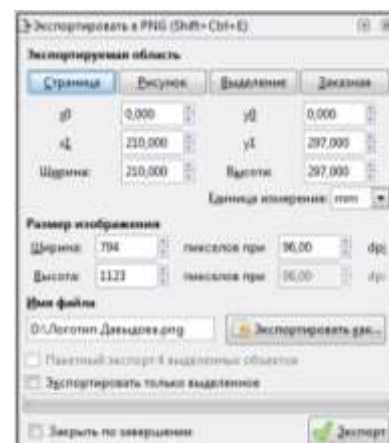 Экспортировать в PNG (Shift+Ctrl+E)
Экспортируемая область
Страница Рисунок Выделение Заказная
x0 0,000 y0 0,000
x1 210,000 y1 297,000
Ширина: 210,000 Высота: 297,000
Единица измерения: mm
Размер изображения
Ширина: 794 пикселов при 96,00 dpi
Высота: 1123 пикселов при 96,00 dpi
Имя файла
D:\Логотип Давыдова.png Экспортировать как...
Пакетный экспорт 4 выделенных объектов
Экспортировать только выделенное
Закрыть по завершении Экспорт